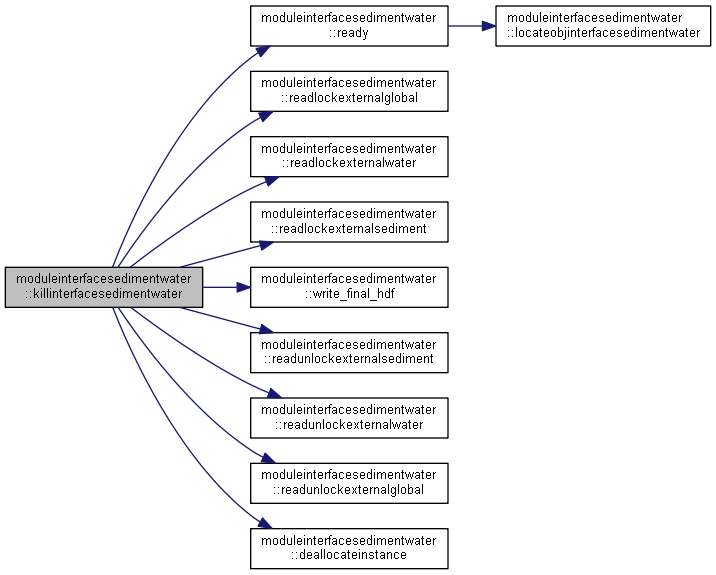 moduleinterfacesedimentwater
::killinterfacesedimentwater
moduleinterfacesedimentwater
::ready
moduleinterfacesedimentwater
::locateobjinterfacesedimentwater
moduleinterfacesedimentwater
::readlockexternalglobal
moduleinterfacesedimentwater
::readlockexternalwater
moduleinterfacesedimentwater
::readlockexternalsediment
moduleinterfacesedimentwater
::write_final_hdf
moduleinterfacesedimentwater
::readunlockexternalsediment
moduleinterfacesedimentwater
::readunlockexternalwater
moduleinterfacesedimentwater
::readunlockexternalglobal
moduleinterfacesedimentwater
::deallocateinstance